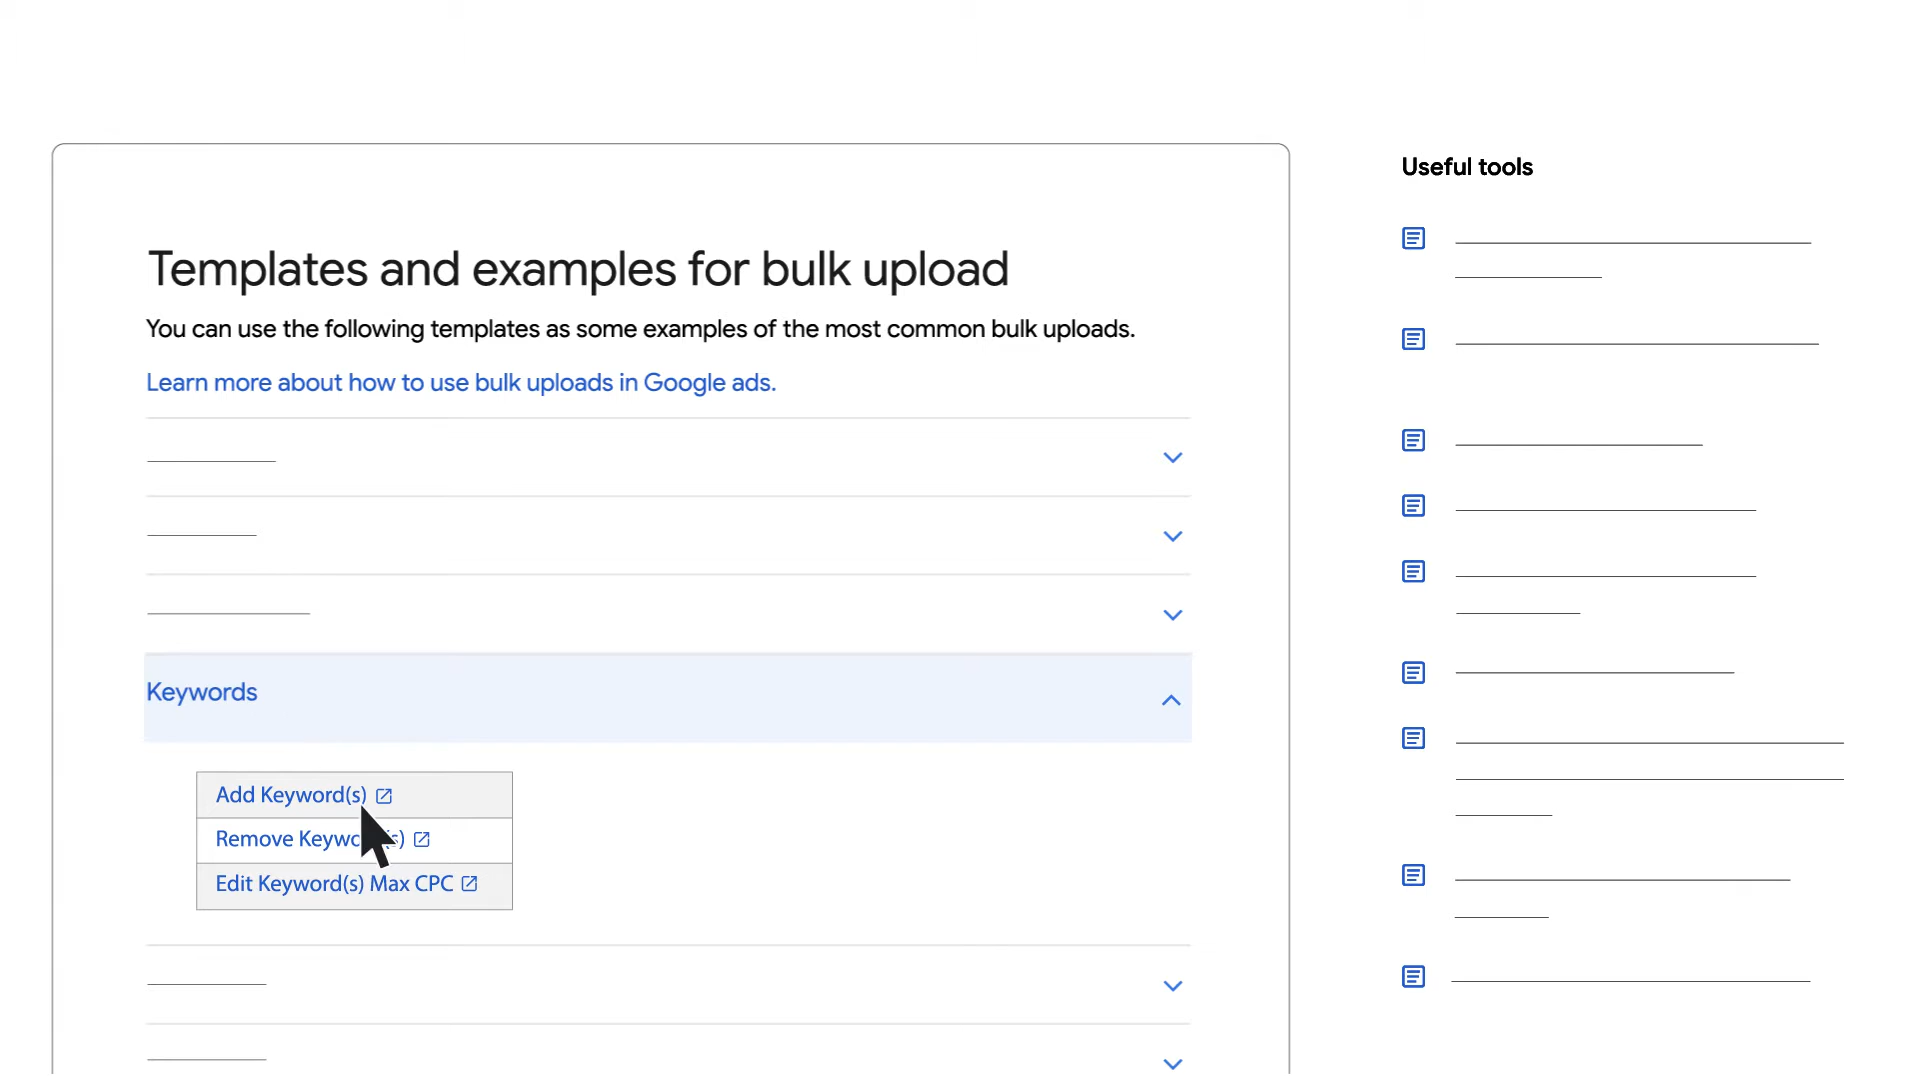 Useful tools
Templates and examples for bulk upload
You can use the following templates as some examples of the most common bulk uploads.
Learn more about how to use bulk uploads in Google ads.
Keywords
Add Keyword(s)
Remove Keyword(s)
Edit Keyword(s) Max CPC